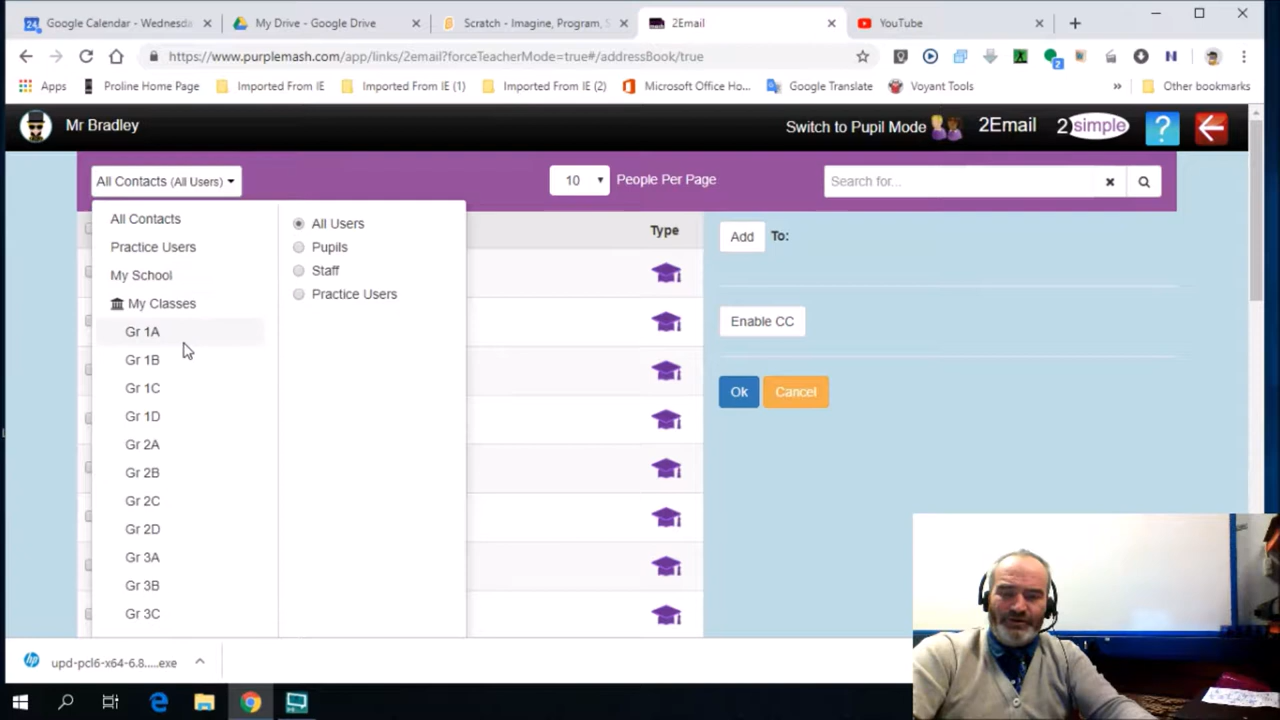 Google Calendar - Wednesda
My Drive - Google Drive
Scratch - Imagine, Program, S
2Email
YouTube
https://www.purplemash.com/app/links/2email?forceTeacherMode=true#/addressBook/true
Apps
Proline Home Page
Imported From IE
Imported From IE (1)
Imported From IE (2)
Microsoft Office Ho...
Google Translate
Voyant Tools
»
Other bookmarks
Mr Bradley
Switch to Pupil Mode
2Email
2simple
?
All Contacts (All Users)
10
People Per Page
Search for...
All Contacts
Practice Users
My School
My Classes
Gr 1A
Gr 1B
Gr 1C
Gr 1D
Gr 2A
Gr 2B
Gr 2C
Gr 2D
Gr 3A
Gr 3B
Gr 3C
All Users
Pupils
Staff
Practice Users
Type
Add
To:
Enable CC
Ok
Cancel
upd-pcl6-x64-6.8.....exe